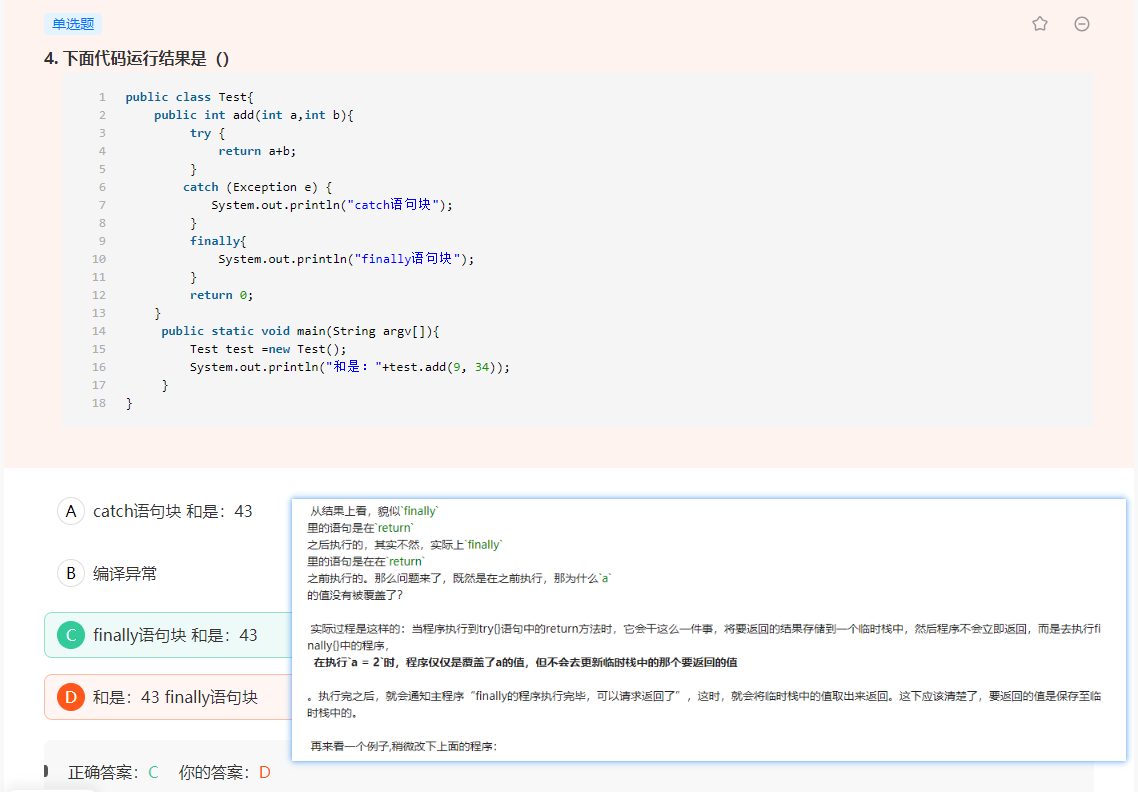 单选题
4. 下面代码运行结果是（）
1 public class Test{
2 public int add(int a,int b){
3 try {
4 return a+b;
5 }
6 catch (Exception e) {
7 System.out.println("catch语句块");
8 }
9 finally{
10 System.out.println("finally语句块");
11 }
12 return 0;
13 }
14 public static void main(String argv[]){
15 Test test =new Test();
16 System.out.println("和是："+test.add(9, 34));
17 }
18 }
A catch语句块 和是：43
B 编译异常
C finally语句块 和是：43
D 和是：43 finally语句块
正确答案：C 你的答案：D
从结果上看，貌似`finally`
里的语句是在`return`
之后执行的，其实不然，实际上`finally`
里的语句是在在`return`
之前执行的。那么问题来了，既然是在之前执行，那为什么`a`
的值没有被覆盖了？
实际过程是这样的：当程序执行到try{}语句中的return方法时，它会干这么一件事，将要返回的结果存储到一个临时栈中，然后程序不会立即返回，而是去执行fi
nally{}中的程序，
在执行`a = 2`时，程序仅仅是覆盖了a的值，但不会去更新临时栈中的那个要返回的值
。执行完之后，就会通知主程序“finally的程序执行完毕，可以请求返回了”，这时，就会将临时栈中的值取出来返回。这下应该清楚了，要返回的值是保存至临
时栈中的。
再来看一个例子,稍微改下上面的程序：